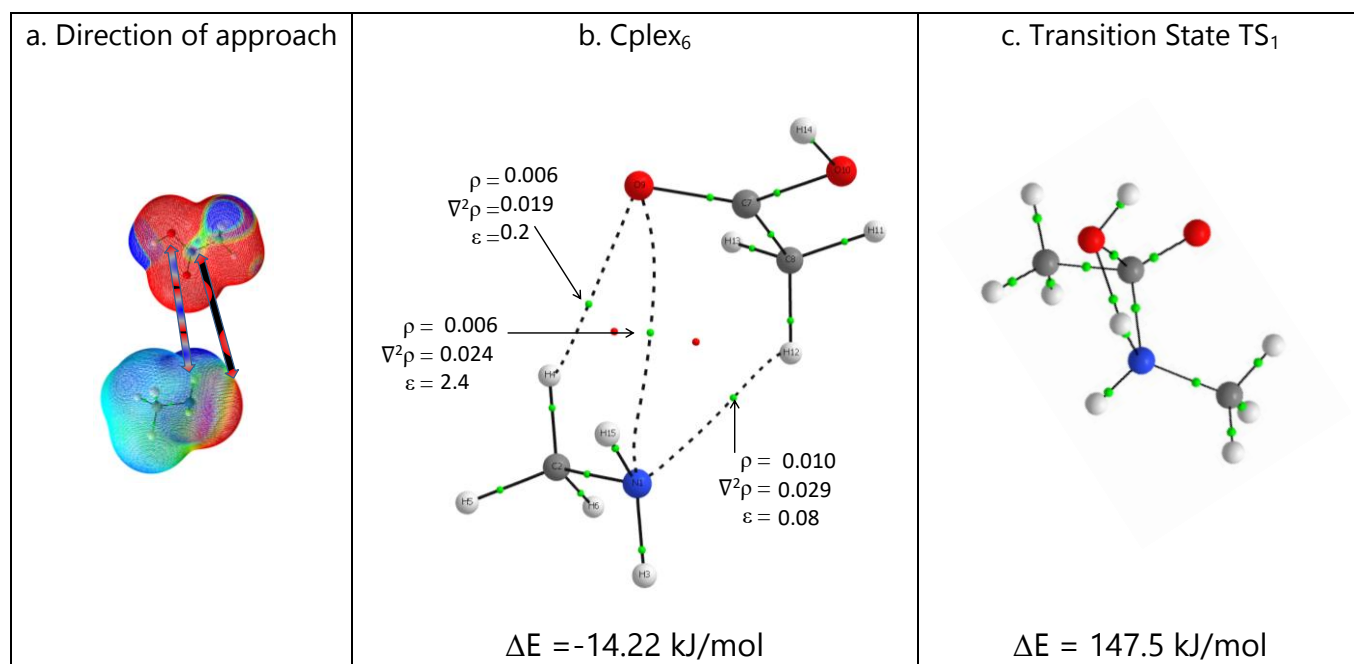 a. Direction of approach
b. Cplex₆
c. Transition State TS₁
H14
O10
O9
C7
H13
H11
C8
H12
ρ = 0.006
∇²ρ = 0.019
ε = 0.2
ρ = 0.006
∇²ρ = 0.024
ε = 2.4
H4
H15
C2
N1
H5
H6
H3
ρ = 0.010
∇²ρ = 0.029
ε = 0.08
ΔE =-14.22 kJ/mol
ΔE = 147.5 kJ/mol